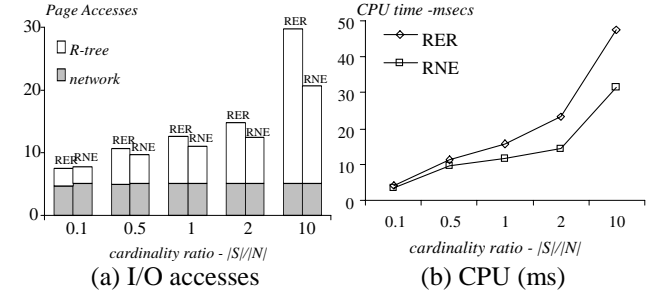 Page Accesses
30
20
10
0
R-tree
network
RER
RNE
RER
RNE
RER
RNE
RER
RNE
RER
RNE
0.1 0.5 1 2 10
cardinality ratio - |S|/|N|
(a) I/O accesses
CPU time -msecs
50
40
30
20
10
0
RER
RNE
0.1 0.5 1 2 10
cardinality ratio - |S|/|N|
(b) CPU (ms)